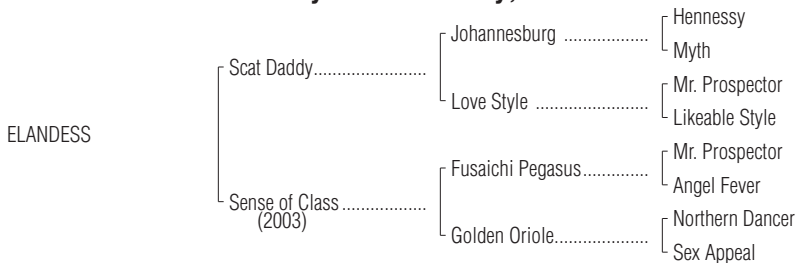 Hennessy
Johannesburg ...................
Myth
Scat Daddy.........................
Mr. Prospector
Love Style .........................
Likeable Style
ELANDESS
Mr. Prospector
Fusaichi Pegasus...............
Angel Fever
Sense of Class ...................
(2003)
Northern Dancer
Golden Oriole.....................
Sex Appeal